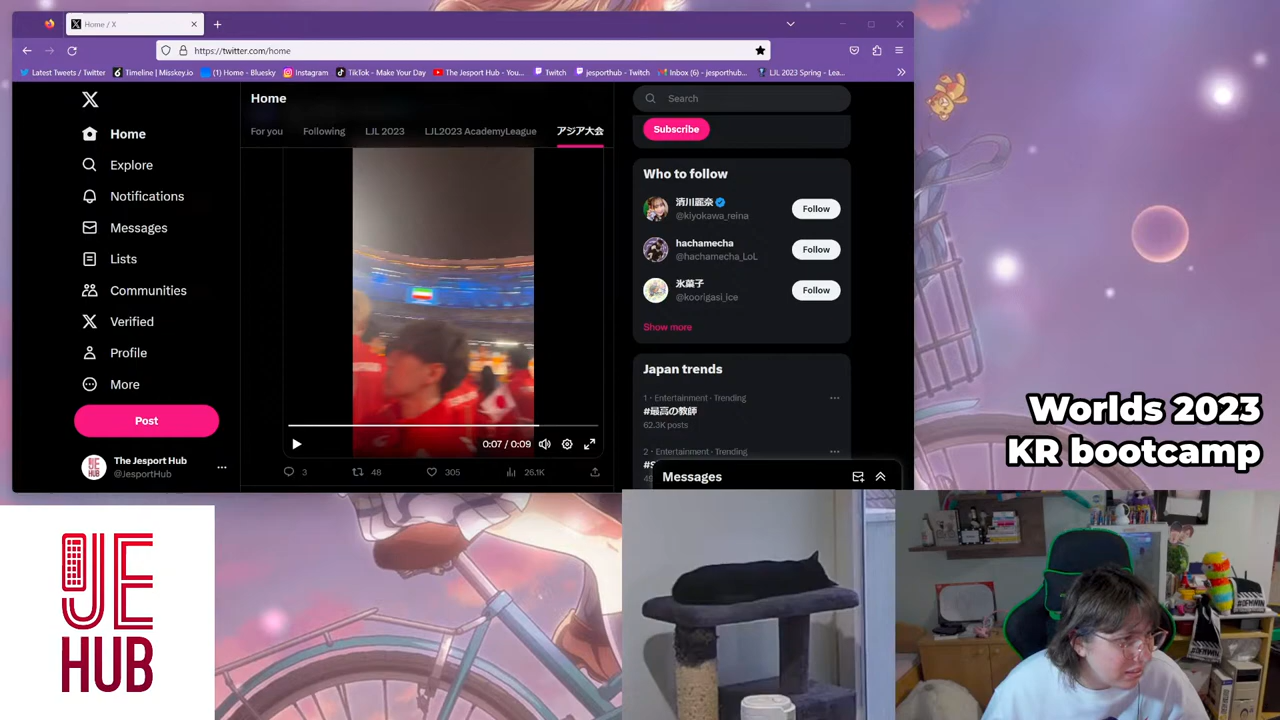 Home / X
https://twitter.com/home
Latest Tweets / Twitter
Timeline | Misskey.io
(1) Home - Bluesky
Instagram
TikTok - Make Your Day
The Jesport Hub - You...
Twitch
jesporthub - Twitch
Inbox (6) - jesporthub...
LJL 2023 Spring - Lea...
Home
Explore
Notifications
Messages
Lists
Communities
Verified
Profile
More
Post
The Jesport Hub
@JesportHub
Home
For you Following LJL 2023 LJL2023 AcademyLeague アジア大会
0:07 / 0:09
3 48 305 26.1K
Search
Subscribe
Who to follow
清川麗奈
@kiyokawa_reina
Follow
hachamecha
@hachamecha_LoL
Follow
氷菓子
@koorigasi_ice
Follow
Show more
Japan trends
1 · Entertainment · Trending
#最高の教師
62.3K posts
2 · Entertainment · Trending
Messages
Worlds 2023
KR bootcamp
JE
HUB